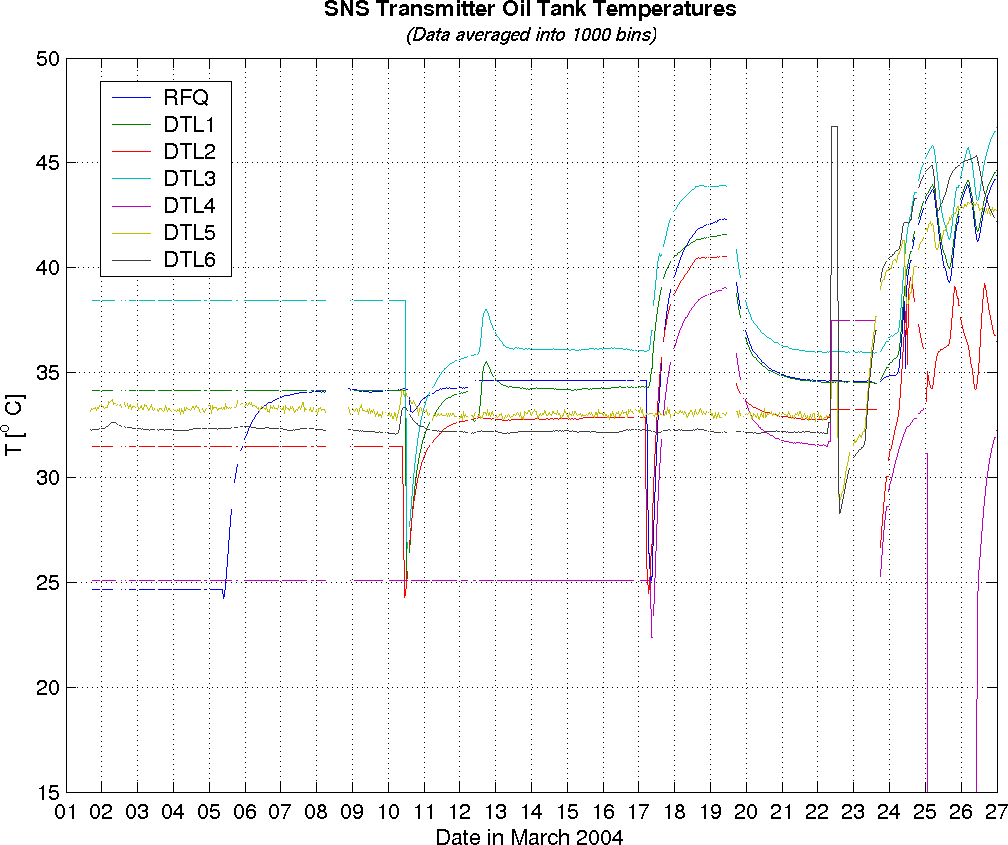 SNS Transmitter Oil Tank Temperatures
(Data averaged into 1000 bins)
50
45
40
35
30
25
20
15
T [° C]
RFQ
DTL1
DTL2
DTL3
DTL4
DTL5
DTL6
01 02 03 04 05 06 07 08 09 10 11 12 13 14 15 16 17 18 19 20 21 22 23 24 25 26 27
Date in March 2004